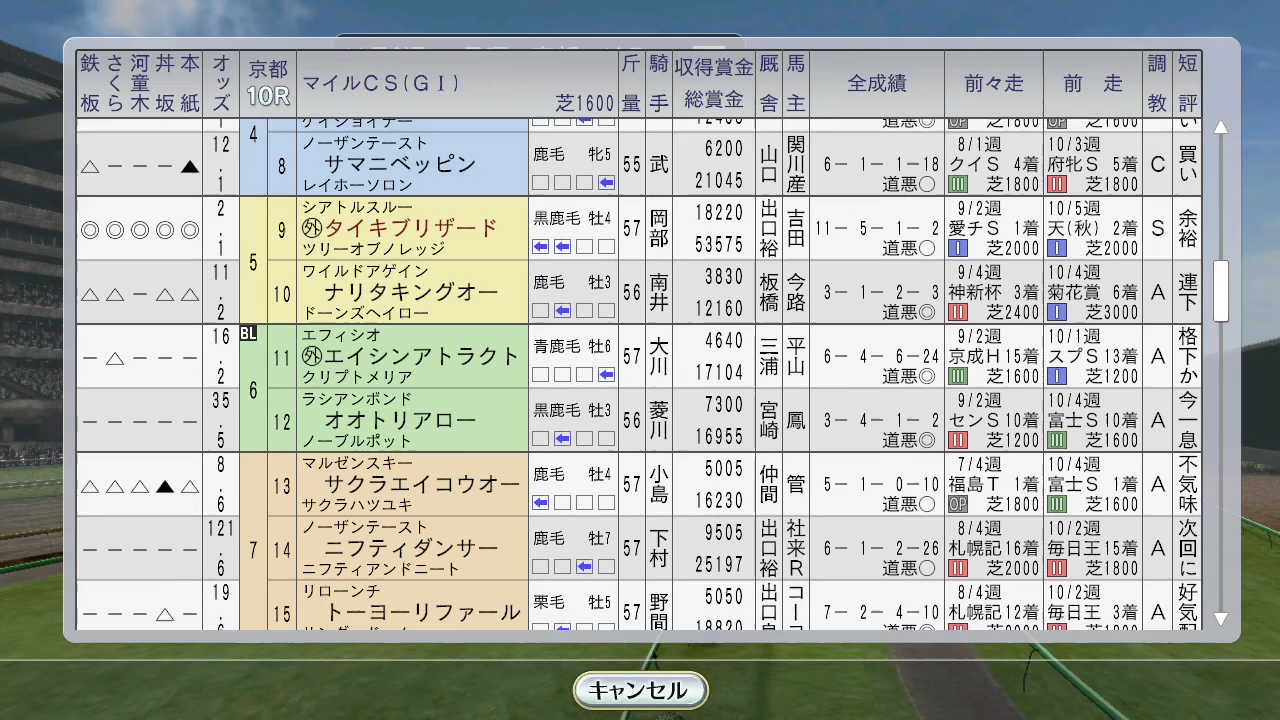 鉄板 さくら 河童木 丼坂 本紙 オッズ 京都10R マイルCS(GⅠ) 芝1600 斤量 騎手 収得賞金 総賞金 厩舎 馬主 全成績 前々走 前走 調教 短評
4
ケイショイナー
△ － － － ▲ 12.1 8 ノーザンテースト 鹿毛 牝5 55 武 6200 山口 関川産 6－ 1－ 1－18 8/1週 10/3週 C 買い
サマニベッピン クイS 4着 府牝S 5着
レイホーソロン 21045 道悪○ Ⅲ 芝1800 Ⅱ 芝1800
◎ ◎ ◎ ◎ ◎ 2.1 5 9 シアトルスルー 黒鹿毛 牡4 57 岡部 18220 出口裕 吉田 11－ 5－ 1－ 2 9/2週 10/5週 S 余裕
外タイキブリザード 愛チS 1着 天(秋) 2着
ツリーオブノレッジ 53575 道悪○ Ⅰ 芝2000 Ⅰ 芝2000
△ △ － △ △ 11.2 10 ワイルドアゲイン 鹿毛 牡3 56 南井 3830 板橋 今路 3－ 1－ 2－ 3 9/4週 10/4週 A 連下
ナリタキングオー 神新杯 3着 菊花賞 6着
ドーンズヘイロー 12160 道悪◎ Ⅱ 芝2400 Ⅰ 芝3000
－ △ － － － 16.2 BL 6 11 エフィシオ 青鹿毛 牡6 57 大川 4640 三浦 平山 6－ 4－ 6－24 9/2週 10/1週 A 格下か
外エイシンアトラクト 京成H 15着 スプS 13着
クリプトメリア 17104 道悪◎ Ⅲ 芝1600 Ⅰ 芝1200
－ － － － － 35.5 12 ラシアンボンド 黒鹿毛 牡3 56 菱川 7300 宮崎 鳳 3－ 4－ 1－ 2 9/2週 10/4週 A 今一息
オオトリアロー センS 10着 富士S 10着
ノーブルポット 16955 道悪◎ Ⅱ 芝1200 Ⅲ 芝1600
△ △ △ ▲ △ 8.6 7 13 マルゼンスキー 鹿毛 牡4 57 小島 5005 仲間 管 5－ 1－ 0－10 7/4週 10/4週 A 不気味
サクラエイコウオー 福島T 1着 富士S 1着
サクラハツユキ 16230 道悪○ OP 芝1800 Ⅲ 芝1600
－ － － － － 121.6 14 ノーザンテースト 鹿毛 牡7 57 下村 9505 出口裕 社来R 6－ 1－ 2－26 8/4週 10/2週 A 次回に
ニフティダンサー 札幌記 16着 毎日王 15着
ニフティアンドニート 25197 道悪○ Ⅱ 芝2000 Ⅱ 芝1800
－ － － △ － 19 15 リローンチ 栗毛 牡5 57 野間 5050 出口 コー 7－ 2－ 4－10 8/4週 10/2週 A 好気配
トーヨーリファール 札幌記 12着 毎日王 3着
キャンセル